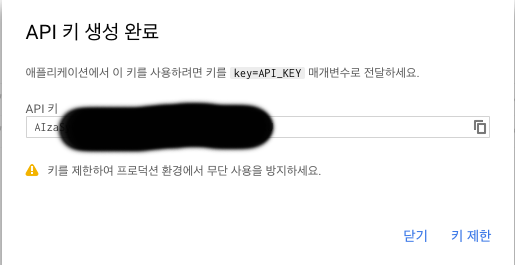 API 키 생성 완료
애플리케이션에서 이 키를 사용하려면 키를 key=API_KEY 매개변수로 전달하세요.
API 키
AIza
키를 제한하여 프로덕션 환경에서 무단 사용을 방지하세요.
닫기 키 제한